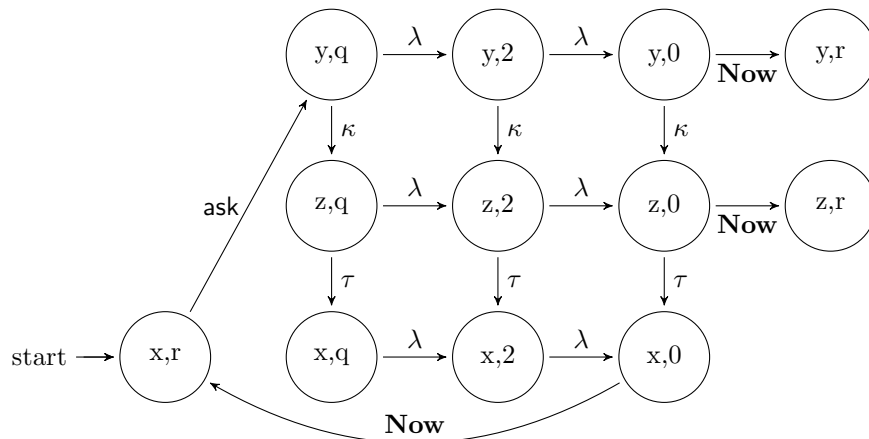 y,q λ y,2 λ y,0 Now y,r
κ κ κ
ask z,q λ z,2 λ z,0 Now z,r
τ τ τ
start x,r x,q λ x,2 λ x,0
Now